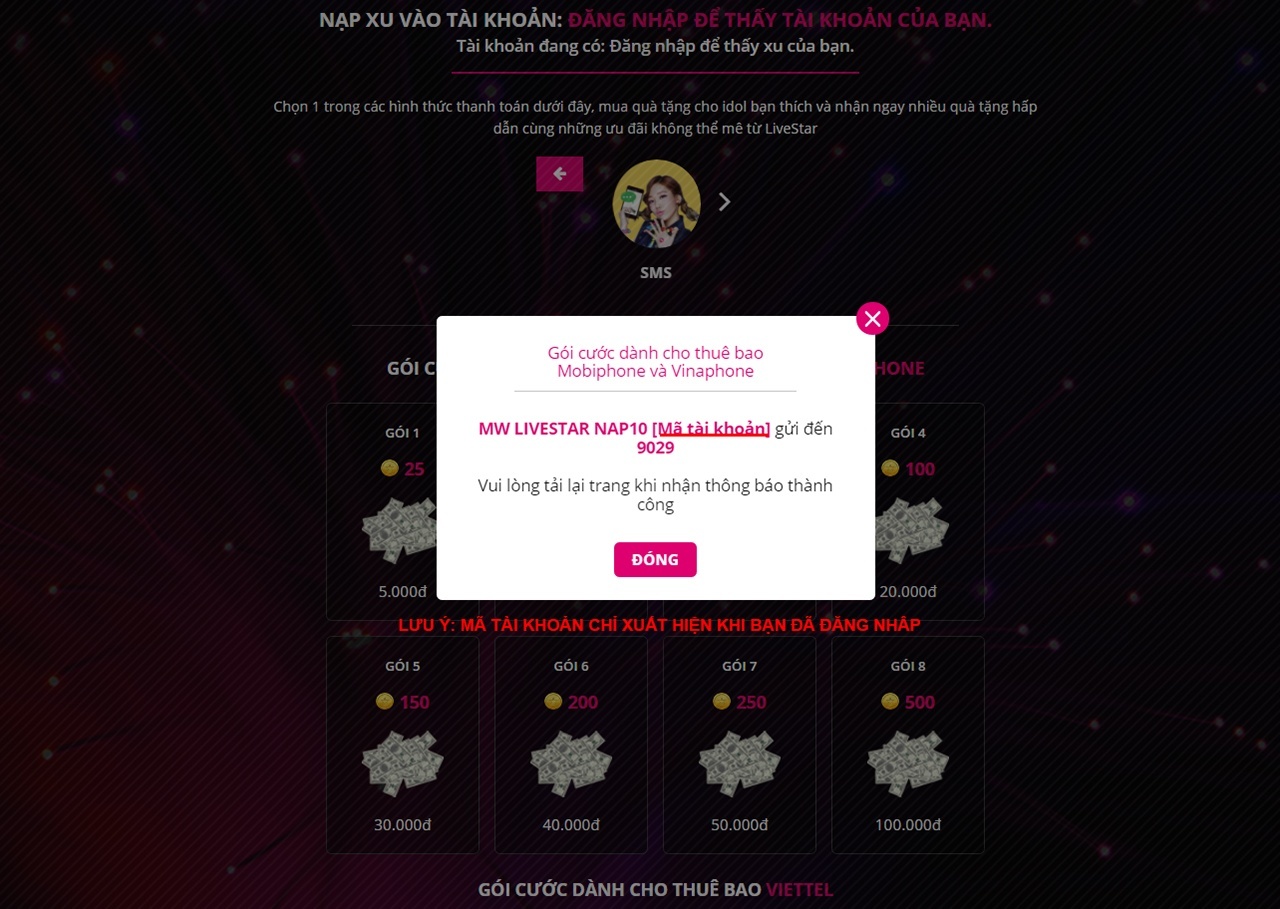 NẠP XU VÀO TÀI KHOẢN: ĐĂNG NHẬP ĐỂ THẤY TÀI KHOẢN CỦA BẠN.
Tài khoản đang có: Đăng nhập để thấy xu của bạn.
Chọn 1 trong các hình thức thanh toán dưới đây, mua quà tặng cho idol bạn thích và nhận ngay nhiều quà tặng hấp
dẫn cùng những ưu đãi không thể mê từ LiveStar
SMS
GÓI C
HONE
Gói cước dành cho thuê bao
Mobiphone và Vinaphone
MW LIVESTAR NAP10 [Mã tài khoản] gửi đến
9029
Vui lòng tải lại trang khi nhận thông báo thành
công
ĐÓNG
GÓI 1
25
5.000đ
GÓI 4
100
20.000đ
LƯU Ý: MÃ TÀI KHOẢN CHỈ XUẤT HIỆN KHI BẠN ĐÃ ĐĂNG NHẬP
GÓI 5 GÓI 6 GÓI 7 GÓI 8
150 200 250 500
30.000đ 40.000đ 50.000đ 100.000đ
GÓI CƯỚC DÀNH CHO THUÊ BAO VIETTEL